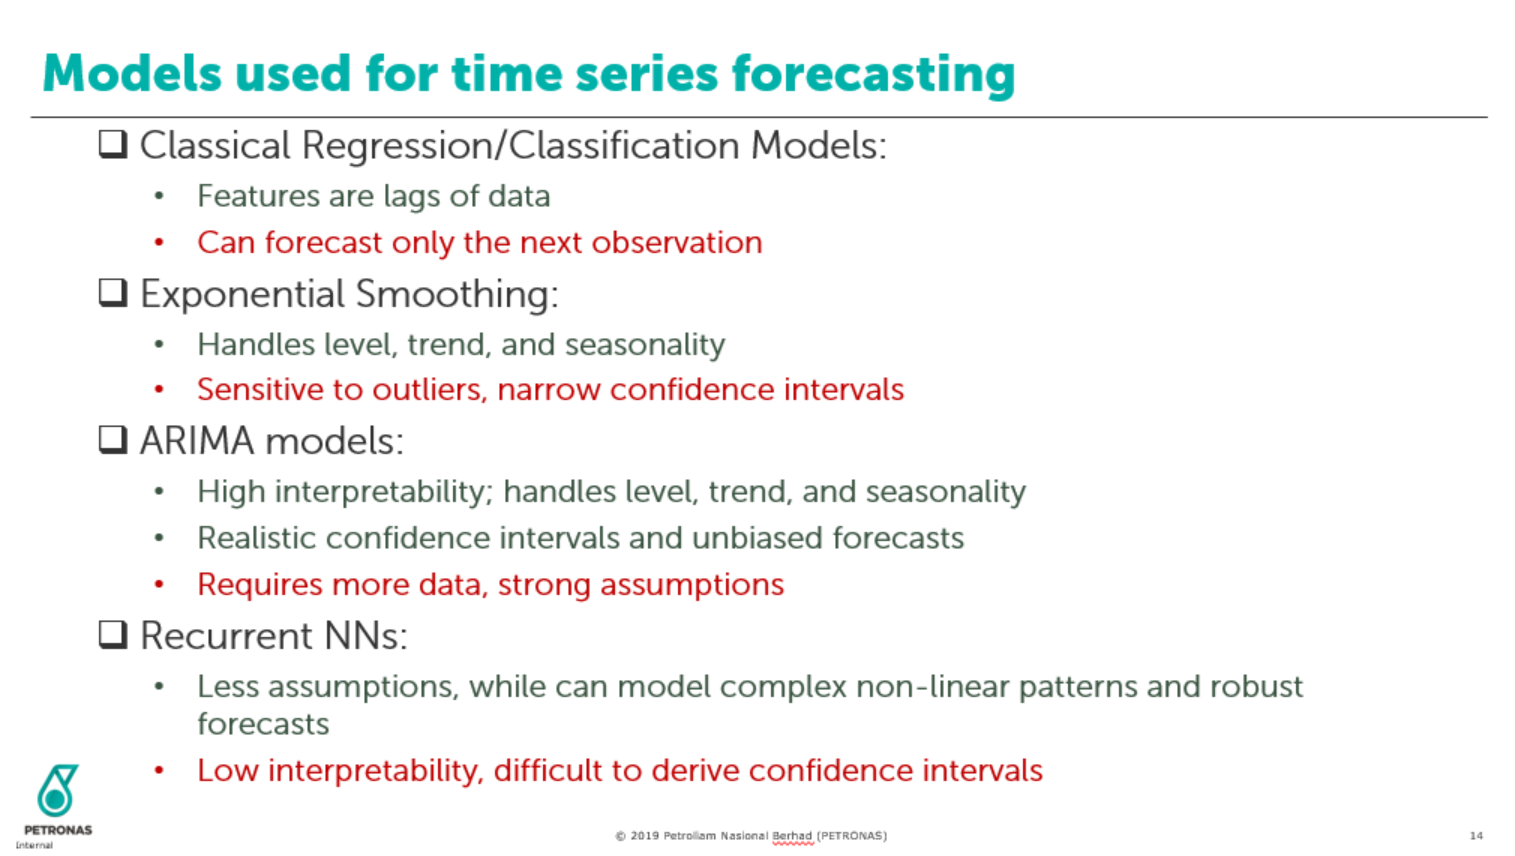 Models used for time series forecasting
Classical Regression/Classification Models:
• Features are lags of data
• Can forecast only the next observation
Exponential Smoothing:
• Handles level, trend, and seasonality
• Sensitive to outliers, narrow confidence intervals
ARIMA models:
• High interpretability; handles level, trend, and seasonality
• Realistic confidence intervals and unbiased forecasts
• Requires more data, strong assumptions
Recurrent NNs:
• Less assumptions, while can model complex non-linear patterns and robust
forecasts
• Low interpretability, difficult to derive confidence intervals
PETRONAS
Internal
© 2019 Petroliam Nasional Berhad (PETRONAS)
14